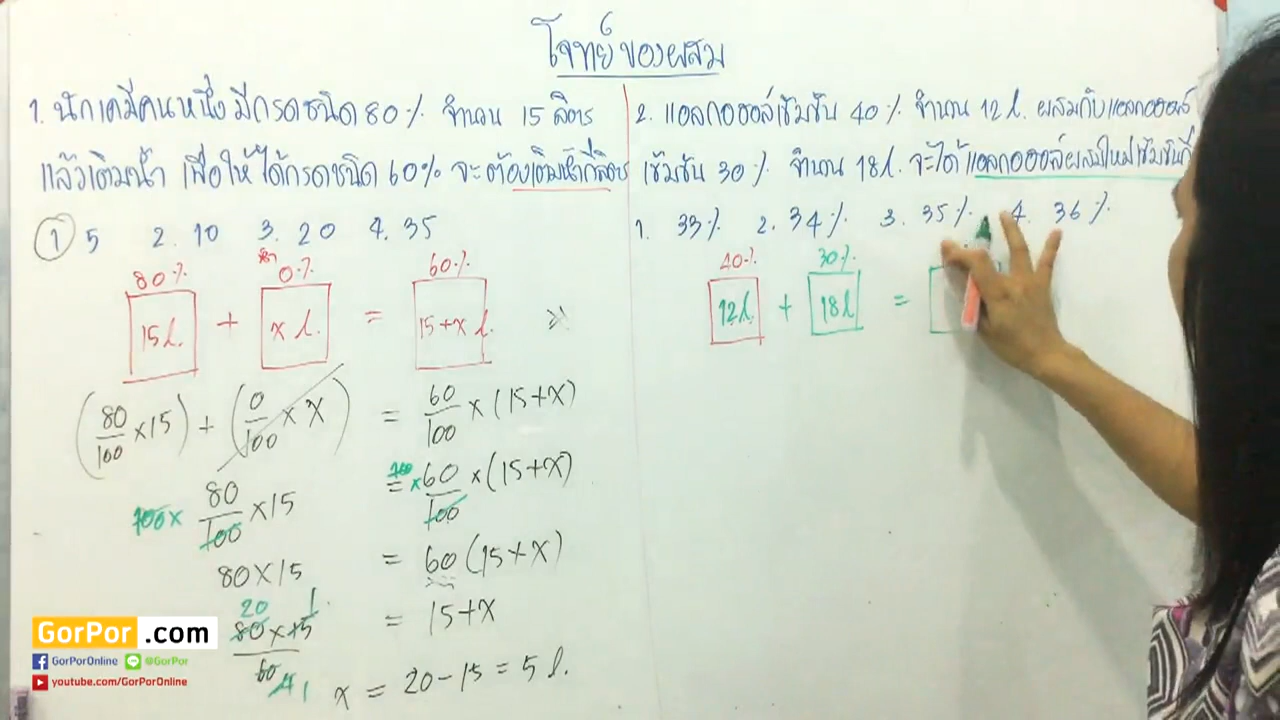 โจทย์ของผสม
1. นักเคมีคนหนึ่ง มีกรดชนิด 80% จำนวน 15 ลิตร
แล้วเติมน้ำ เพื่อให้ได้กรดชนิด 60% จะต้องเติมน้ำกี่ลิตร
① 5 2. 10 3. 20 4. 35
80% 0% 60%
15 l. + x l. = 15+x l.
(80/100 × 15) + (0/100 × x) = 60/100 × (15+x)
100 × 80/100 × 15 = 100 × 60/100 × (15+x)
80×15 = 60 (15+x)
20 1
80×15/60 = 15+x
x = 20-15 = 5 l.
2. แอลกอฮอล์เข้มข้น 40% จำนวน 12 l. ผสมกับแอลกอฮอล์
เข้มข้น 30% จำนวน 18 l. จะได้แอลกอฮอล์ผสมใหม่เข้มข้นกี่
1. 33% 2. 34% 3. 35% 4. 36%
40% 30%
12 l. + 18 l =
GorPor.com
GorPorOnline @GorPor
youtube.com/GorPorOnline